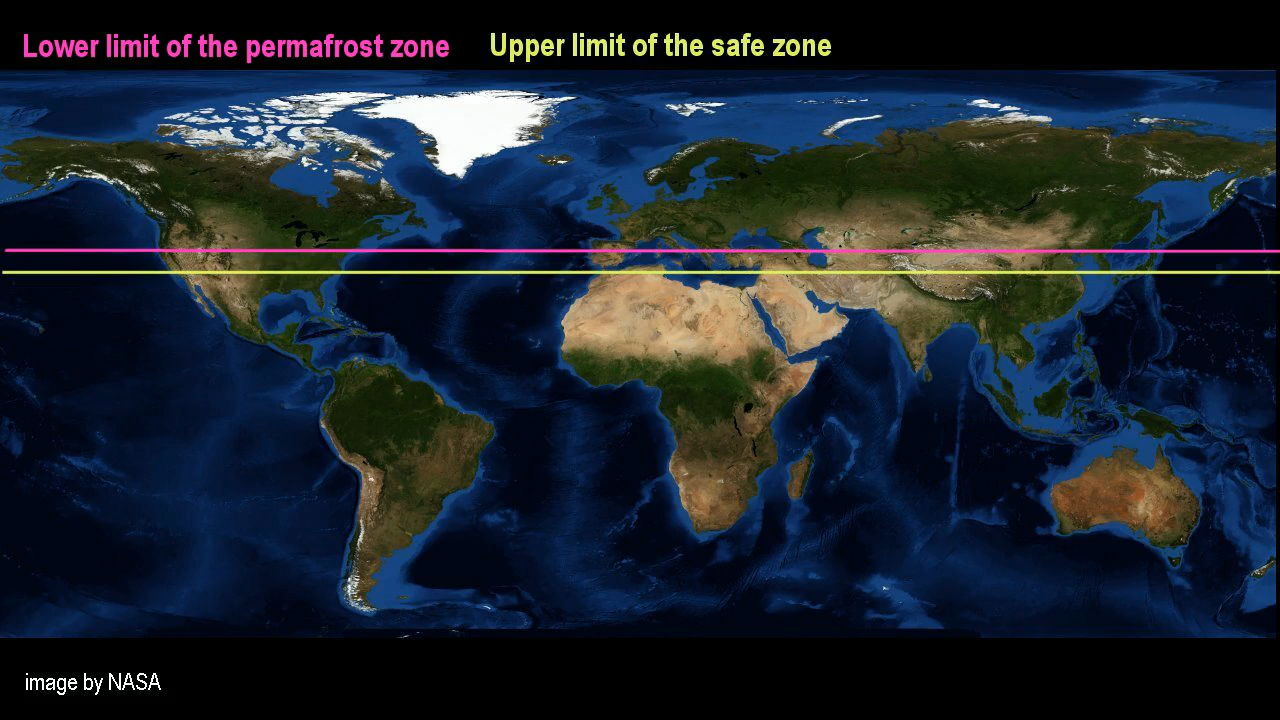 Lower limit of the permafrost zone Upper limit of the safe zone
image by NASA